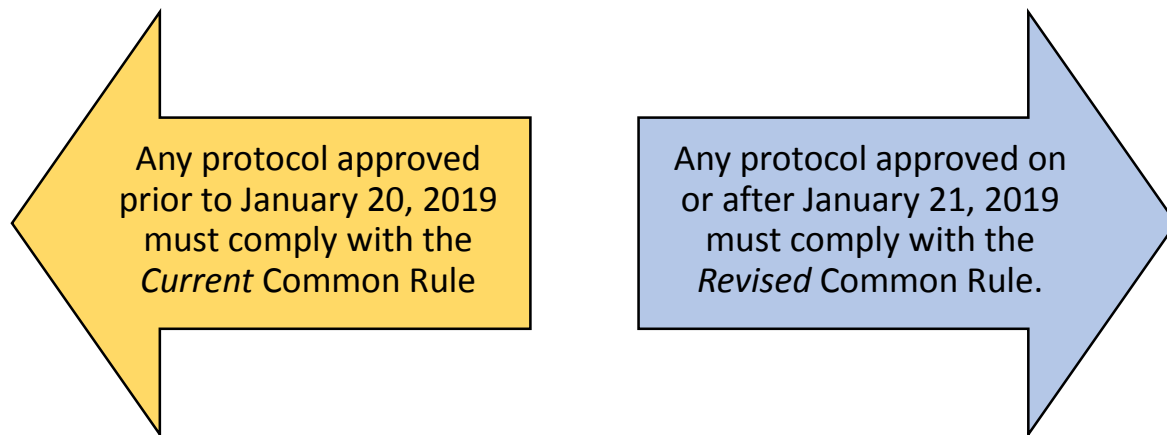 Any protocol approved
prior to January 20, 2019
must comply with the
Current Common Rule
Any protocol approved on
or after January 21, 2019
must comply with the
Revised Common Rule.